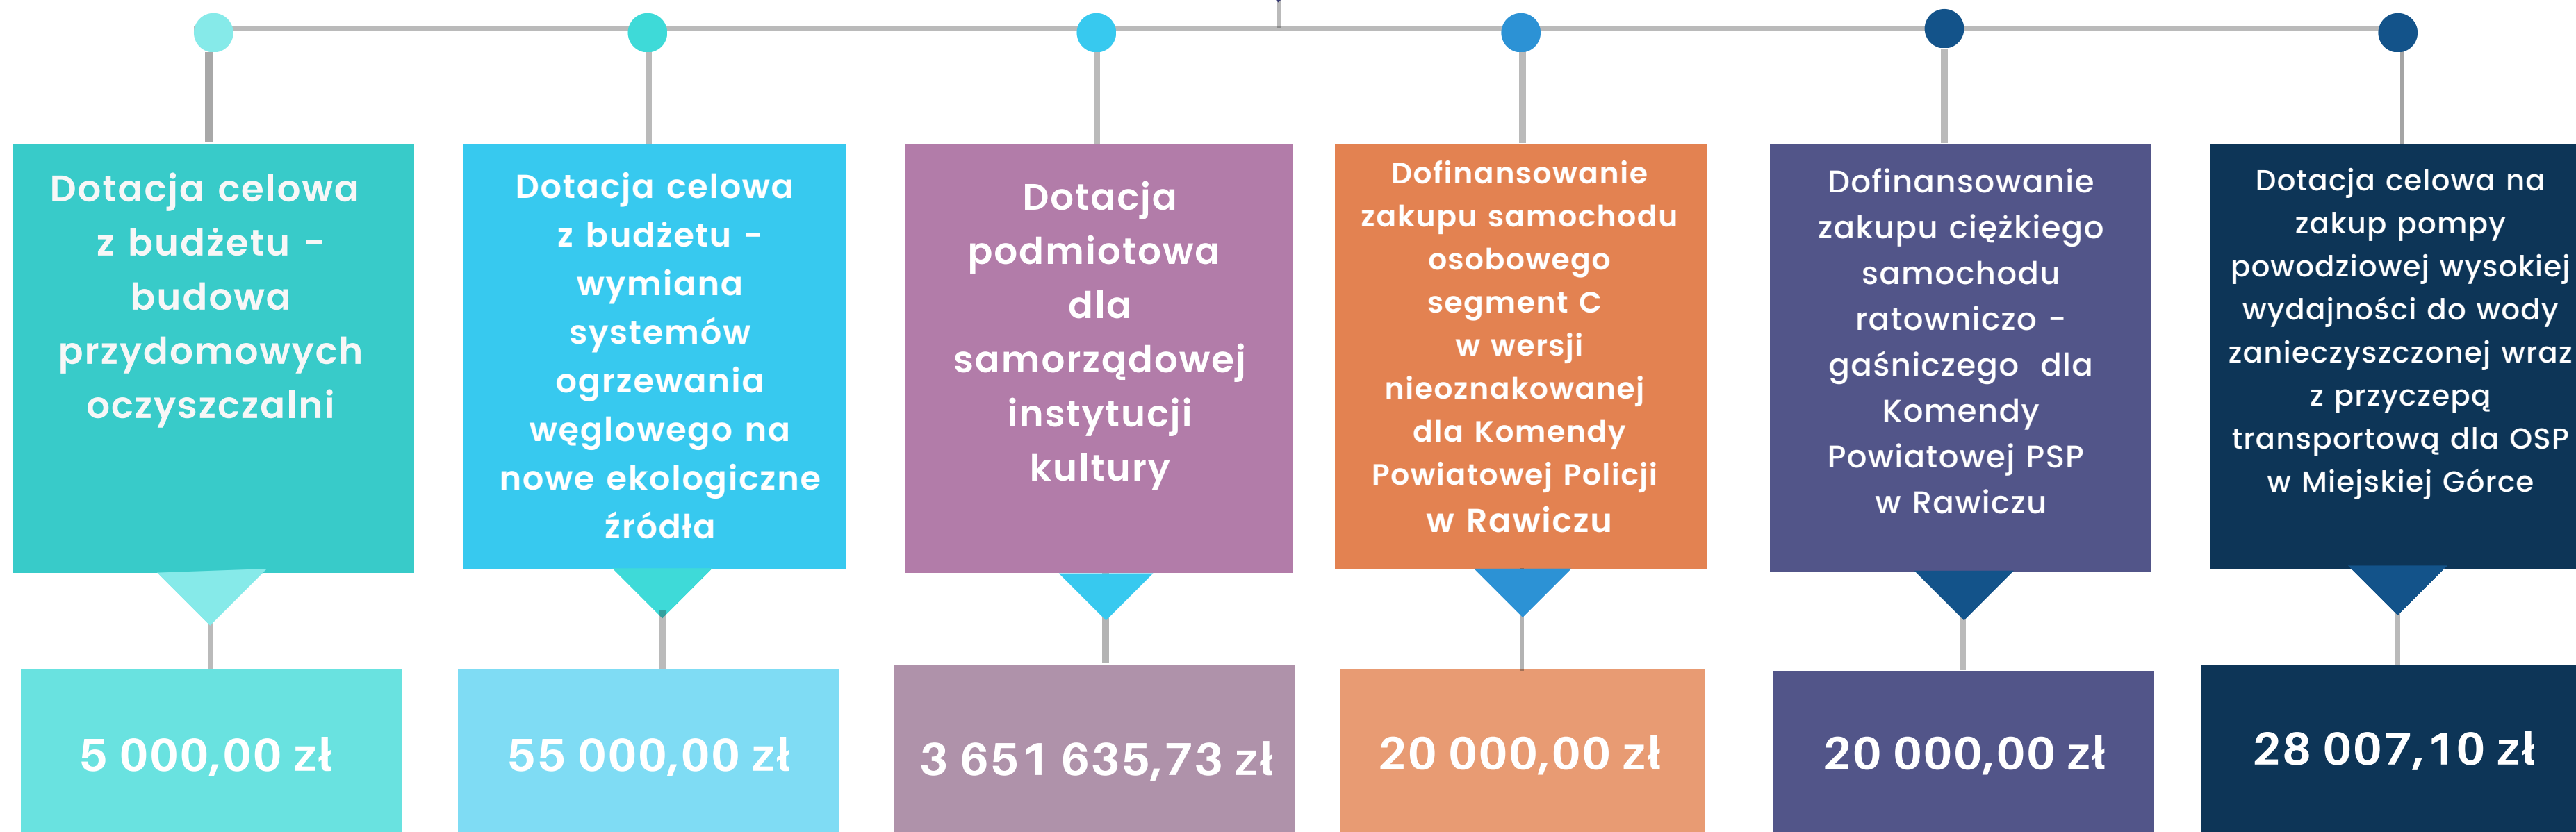 Dotacja celowa
z budżetu -
budowa
przydomowych
oczyszczalni
5 000,00 zł
Dotacja celowa
z budżetu -
wymiana
systemów
ogrzewania
węglowego na
nowe ekologiczne
źródła
55 000,00 zł
Dotacja
podmiotowa
dla
samorządowej
instytucji
kultury
3 651 635,73 zł
Dofinansowanie
zakupu samochodu
osobowego
segment C
w wersji
nieoznakowanej
dla Komendy
Powiatowej Policji
w Rawiczu
20 000,00 zł
Dofinansowanie
zakupu ciężkiego
samochodu
ratowniczo -
gaśniczego dla
Komendy
Powiatowej PSP
w Rawiczu
20 000,00 zł
Dotacja celowa na
zakup pompy
powodziowej wysokiej
wydajności do wody
zanieczyszczonej wraz
z przyczepą
transportową dla OSP
w Miejskiej Górce
28 007,10 zł